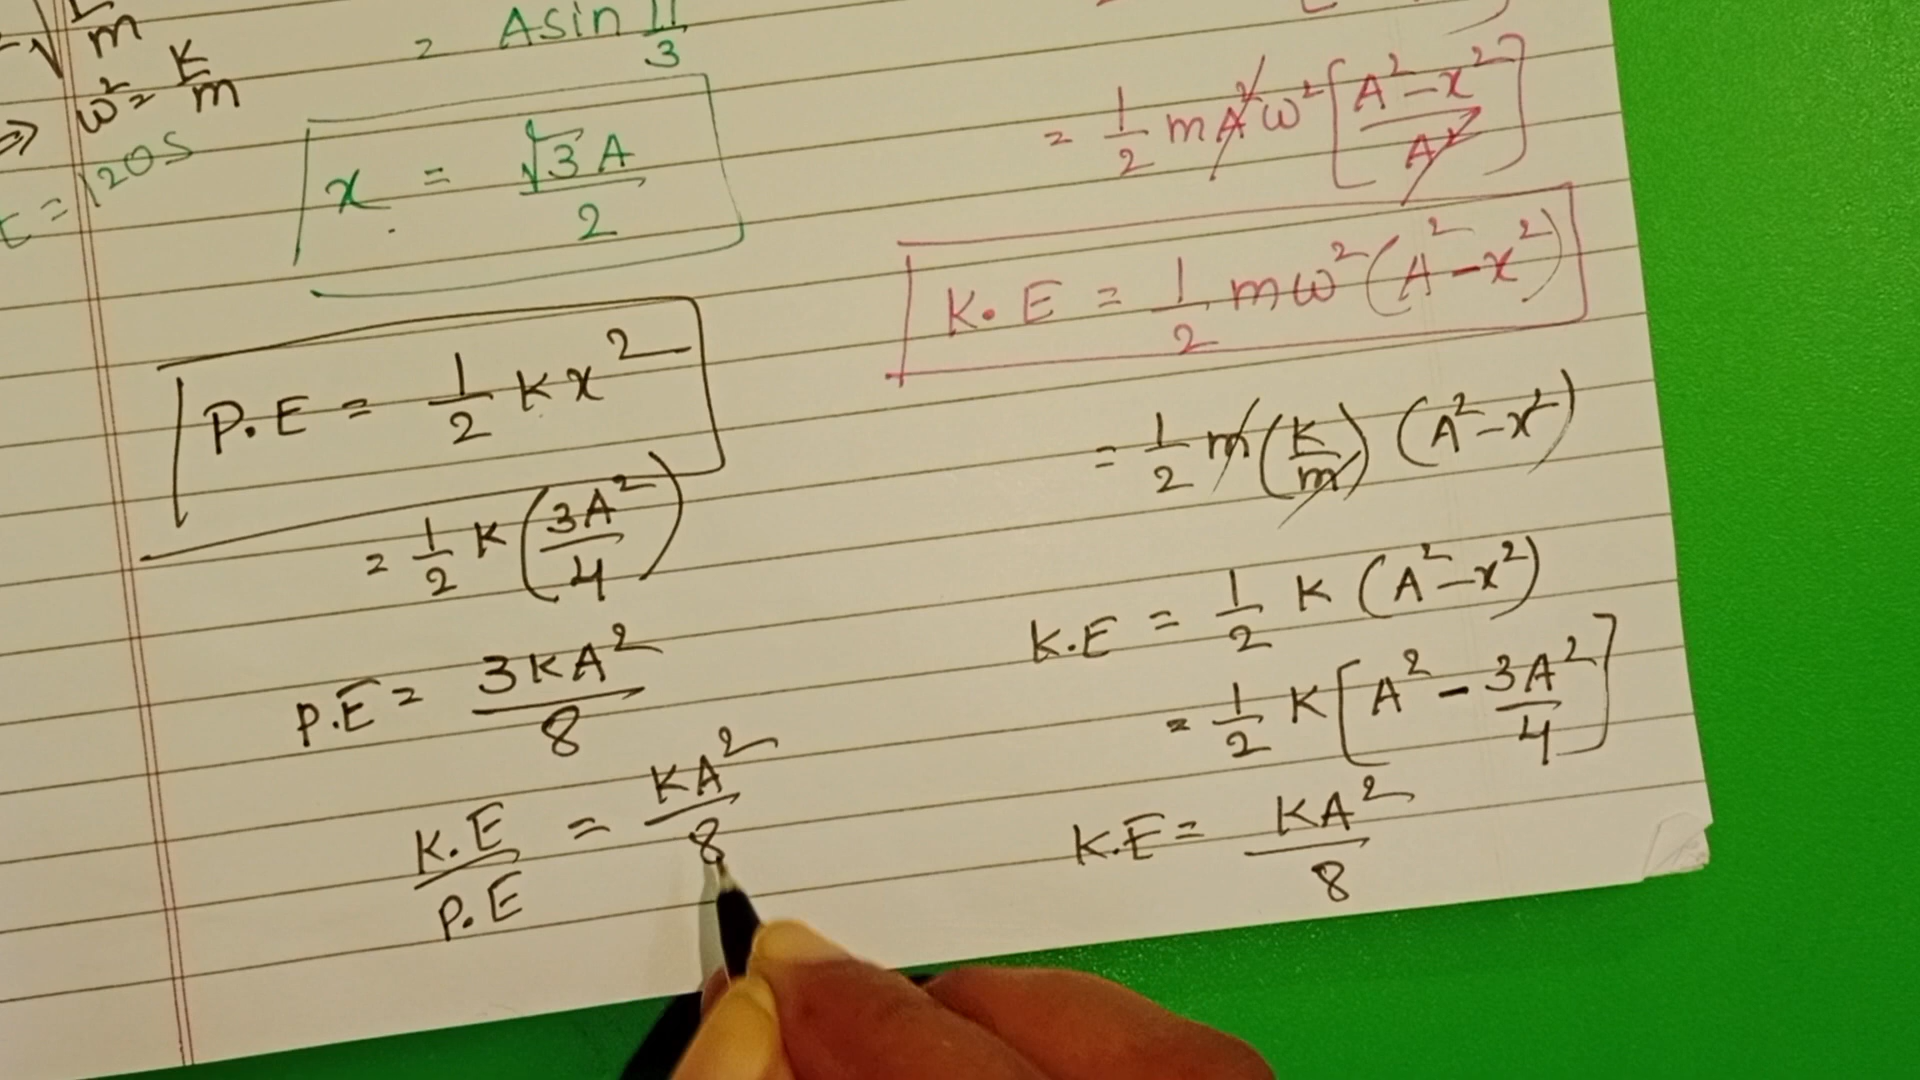 m
ω² = K/m
t = 120S
= A sin π/3
x = √3 A / 2
P.E = 1/2 K x²
= 1/2 K (3A²/4)
P.E = 3KA²/8
K.E/P.E = KA²/8
= 1/2 m A² ω² [A² - x² / A²]
K.E = 1/2 m ω² (A² - x²)
= 1/2 m (K/m) (A² - x²)
K.E = 1/2 K (A² - x²)
= 1/2 K [A² - 3A²/4]
K.E = KA²/8